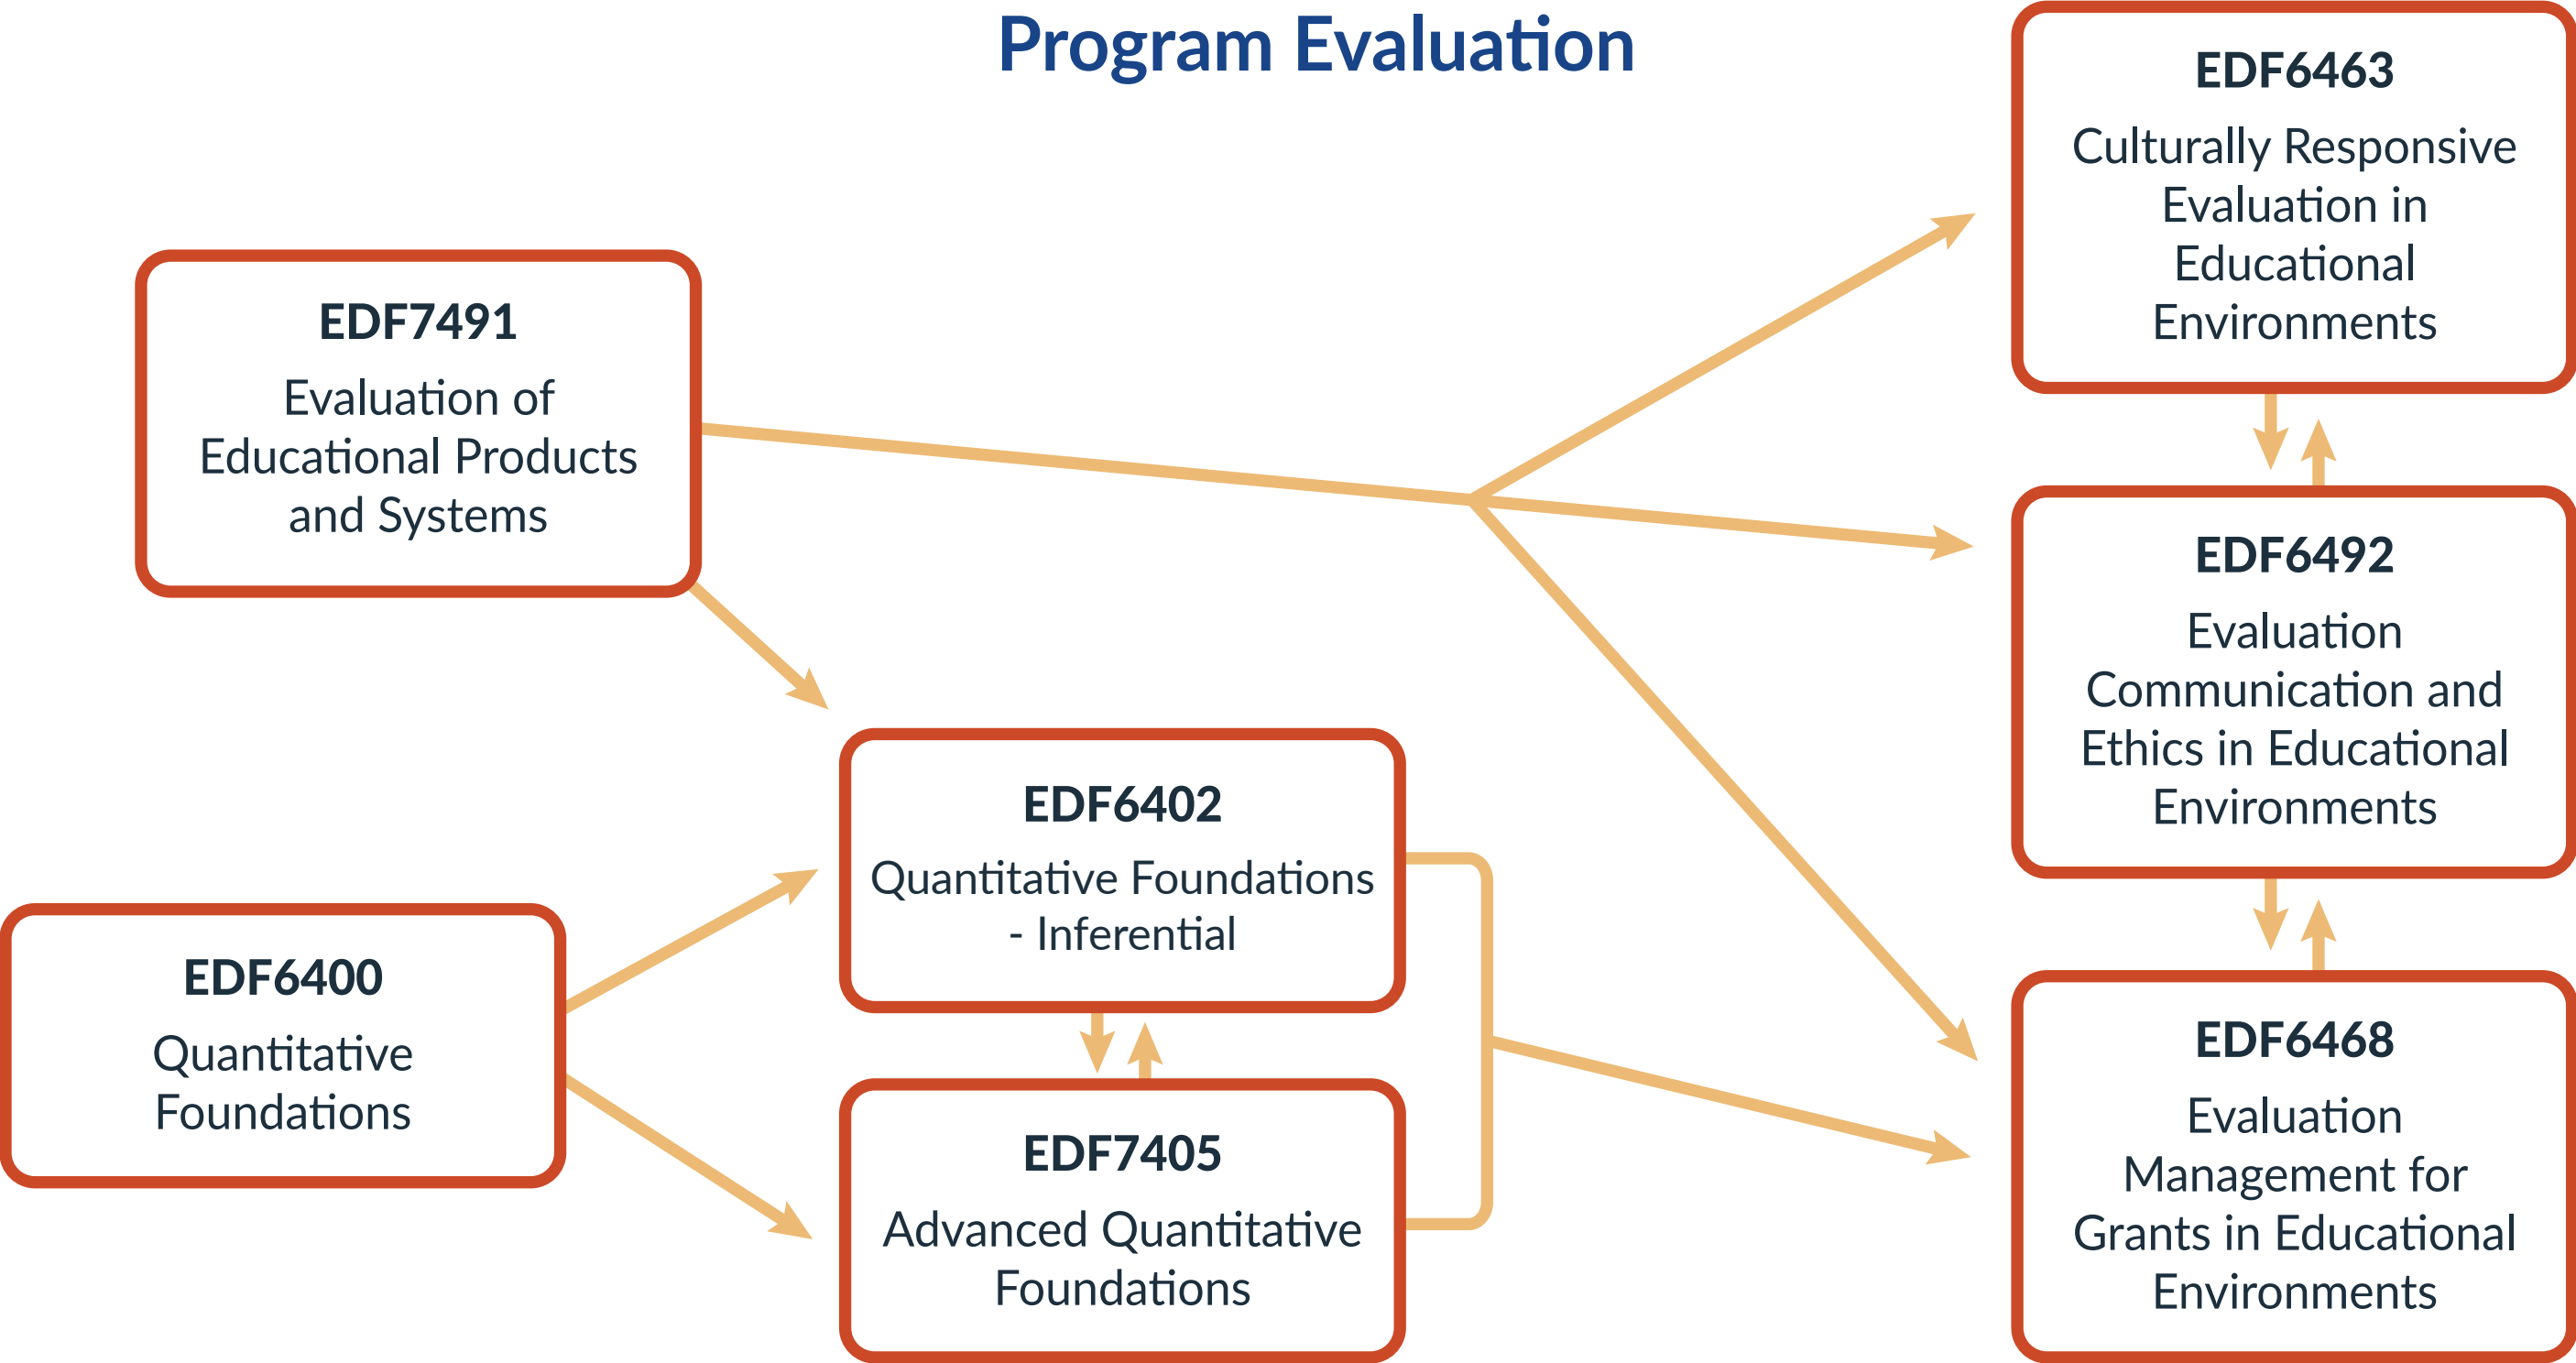 Program Evaluation
EDF7491
Evaluation of
Educational Products
and Systems
EDF6400
Quantitative
Foundations
EDF6402
Quantitative Foundations
- Inferential
EDF7405
Advanced Quantitative
Foundations
EDF6463
Culturally Responsive
Evaluation in
Educational
Environments
EDF6492
Evaluation
Communication and
Ethics in Educational
Environments
EDF6468
Evaluation
Management for
Grants in Educational
Environments